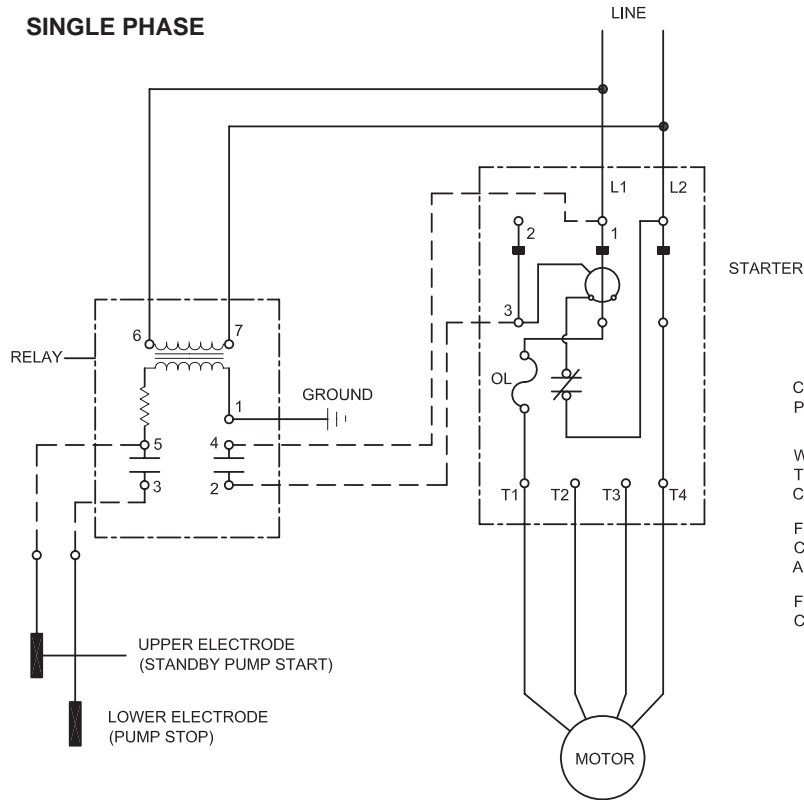 SINGLE PHASE
LINE
L1
L2
2
1
STARTER
3
6
7
RELAY
OL
GROUND
1
5
4
3
2
T1
T2
T3
T4
C
P
W
T
C
F
C
A
F
C
UPPER ELECTRODE
(STANDBY PUMP START)
LOWER ELECTRODE
(PUMP STOP)
MOTOR